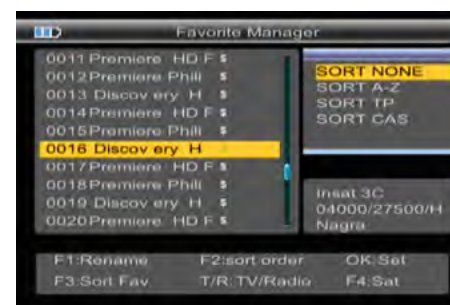 Favorite Manager
0011 Premiere HD F $
0012 Premiere Phili $
0013 Discov ery H $
0014 Premiere HD F $
0015 Premiere Phili $
0016 Discov ery H
0017 Premiere HD F $
0018 Premiere Phili $
0019 Discov ery H $
0020 Premiere HD F $
SORT NONE
SORT A-Z
SORT TP
SORT CAS
Insat 3C
04000/27500/H
Nagra
F1:Rename F2:sort order OK:Set
F3:Sort Fav T/R:TV/Radio F4:Sat